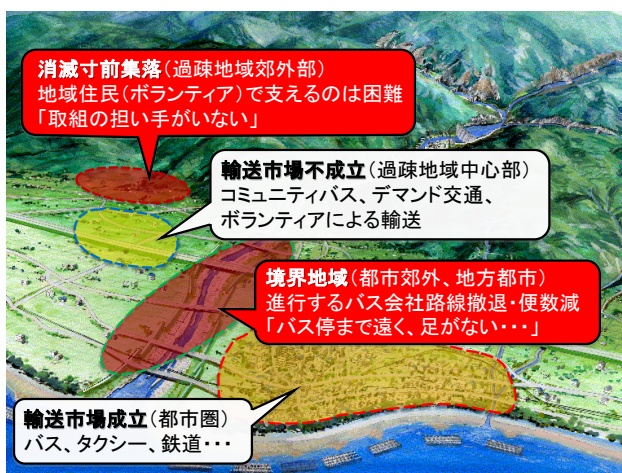 消滅寸前集落(過疎地域郊外部)
地域住民(ボランティア)で支えるのは困難
「取組の担い手がいない」
輸送市場不成立(過疎地域中心部)
コミュニティバス、デマンド交通、
ボランティアによる輸送
境界地域(都市郊外、地方都市)
進行するバス会社路線撤退・便数減
「バス停まで遠く、足がない・・・」
輸送市場成立(都市圏)
バス、タクシー、鉄道・・・